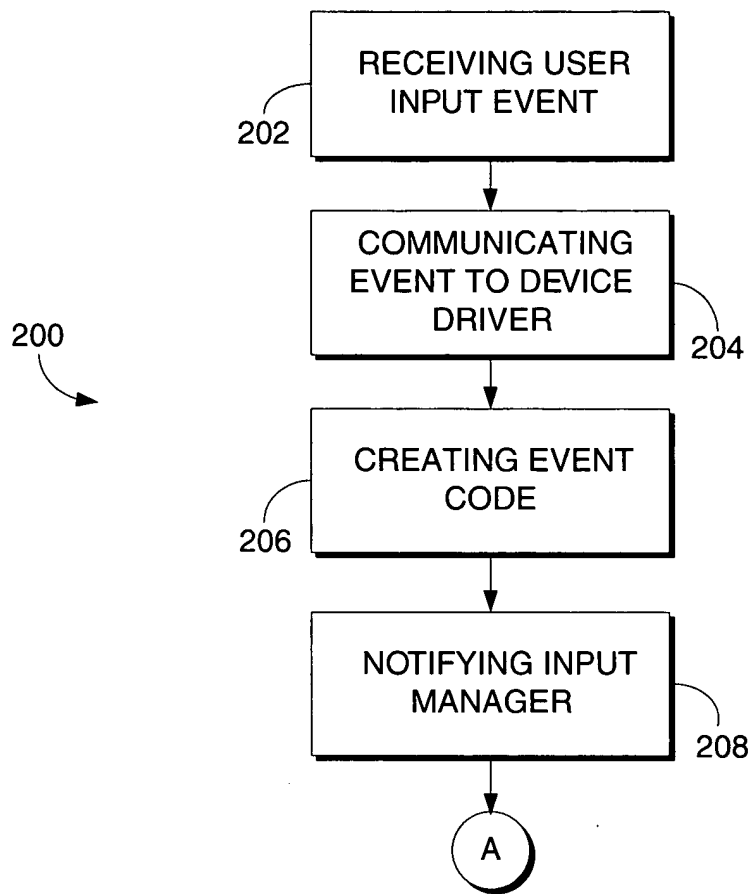 RECEIVING USER
INPUT EVENT
202
COMMUNICATING
EVENT TO DEVICE
DRIVER
204
200
CREATING EVENT
CODE
206
NOTIFYING INPUT
MANAGER
208
A